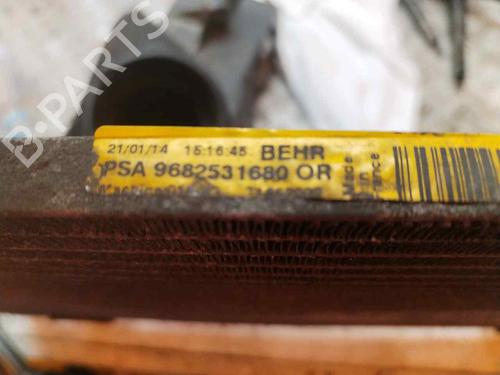 21/01/14 15:16:45 BEHR
PSA 9682531680 OR
Made
in
France
B-PARTS